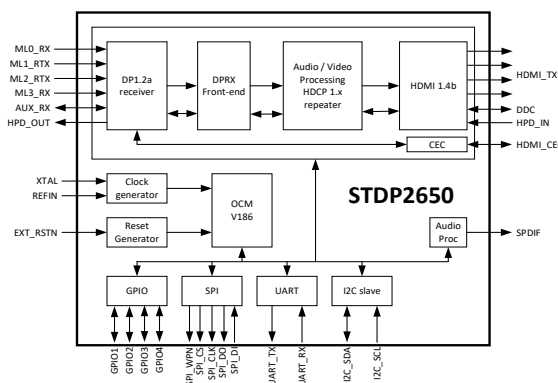 ML0_RX
ML1_RTX
ML2_RTX
ML3_RX
AUX_RX
HPD_OUT
DP1.2a
receiver
DPRX
Front-end
Audio / Video
Processing
HDCP 1.x
repeater
HDMI 1.4b
HDMI_TX
DDC
HPD_IN
CEC
HDMI_CE
XTAL
REFIN
Clock
generator
OCM
V186
STDP2650
EXT_RSTN
Reset
Generator
Audio
Proc
SPDIF
GPIO
SPI
UART
I2C slave
GPIO1
GPIO2
GPIO3
GPIO4
SPI_WPN
SPI_CS
SPI_CLK
SPI_DO
SPI_DI
UART_TX
UART_RX
I2C_SDA
I2C_SCL